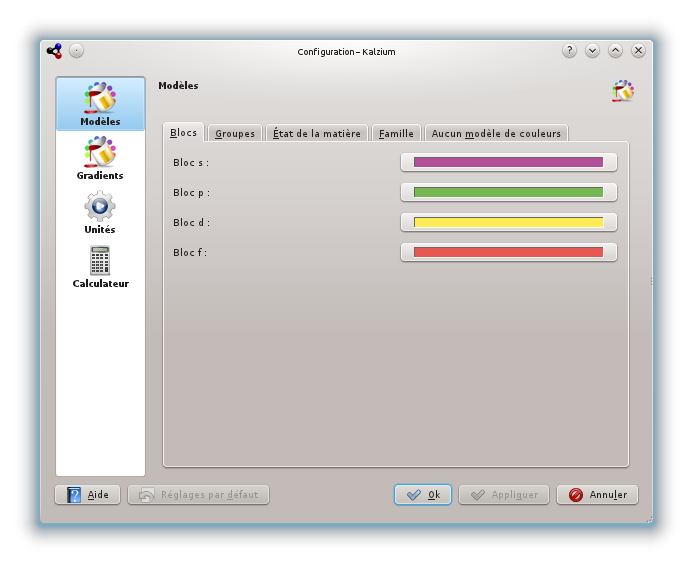 Configuration – Kalzium
Modèles
Gradients
Unités
Calculateur
Modèles
Blocs Groupes État de la matière Famille Aucun modèle de couleurs
Bloc s :
Bloc p :
Bloc d :
Bloc f :
Aide Réglages par défaut Ok Appliquer Annuler